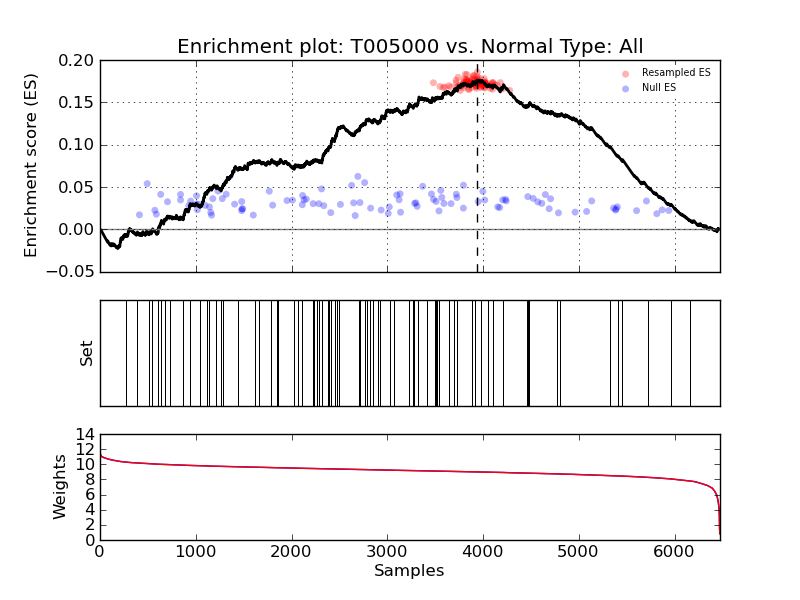 Enrichment plot: T005000 vs. Normal Type: All
0.20
0.15
0.10
0.05
0.00
−0.05
Enrichment score (ES)
Resampled ES
Null ES
Set
14
12
10
8
6
4
2
0
Weights
0 1000 2000 3000 4000 5000 6000
Samples